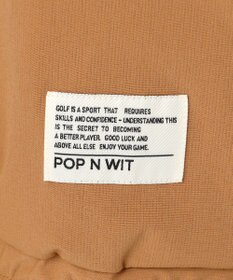 GOLF IS A SPORT THAT REQUIRES
SKILLS AND CONFIDENCE - UNDERSTANDING THIS
IS THE SECRET TO BECOMING
A BETTER PLAYER. GOOD LUCK AND
ABOVE ALL ELSE ENJOY YOUR GAME.
POP N WIT